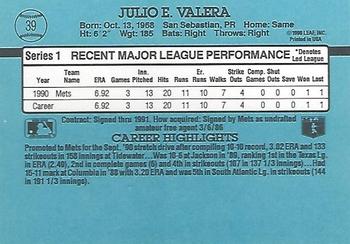 39
JULIO E. VALERA
©1990 LEAF, INC.
Printed in USA
Born: Oct. 13, 1968 San Sebastian, PR Home: Same
Ht: 6' 2" Wgt: 185 Bats: Right Throws: Right
Series 1 RECENT MAJOR LEAGUE PERFORMANCE *Denotes Led League
Year Team Name ERA Games Inn. Pitched Hits Runs Er. Runs Walks Strike Outs Comp. Games Shut Outs Save Won Lost
1990 Mets 6.92 3 13 20 11 10 7 4 0 0 0 1 1
Career 6.92 3 13 20 11 10 7 4 0 0 0 1 1
Contract: Signed thru 1991. How acquired: Signed by Mets as undrafted
amateur free agent 3/6/86
CAREER HIGHLIGHTS
Promoted to Mets for the Sept. '90 stretch drive after compiling 10-10 record, 3.02 ERA and 133
strikeouts in 158 innings at Tidewater... Was 10-6 at Jackson in '89, ranking 1st in the Texas Lg.
in ERA (2.49), 2nd in complete games (6) and 4th in strikeouts (107 in 137 1/3 innings)... Had
15-11 mark at Columbia in '88 with 3.20 ERA and was 5th in South Atlantic Lg. in strikeouts (144
in 191 1/3 innings)